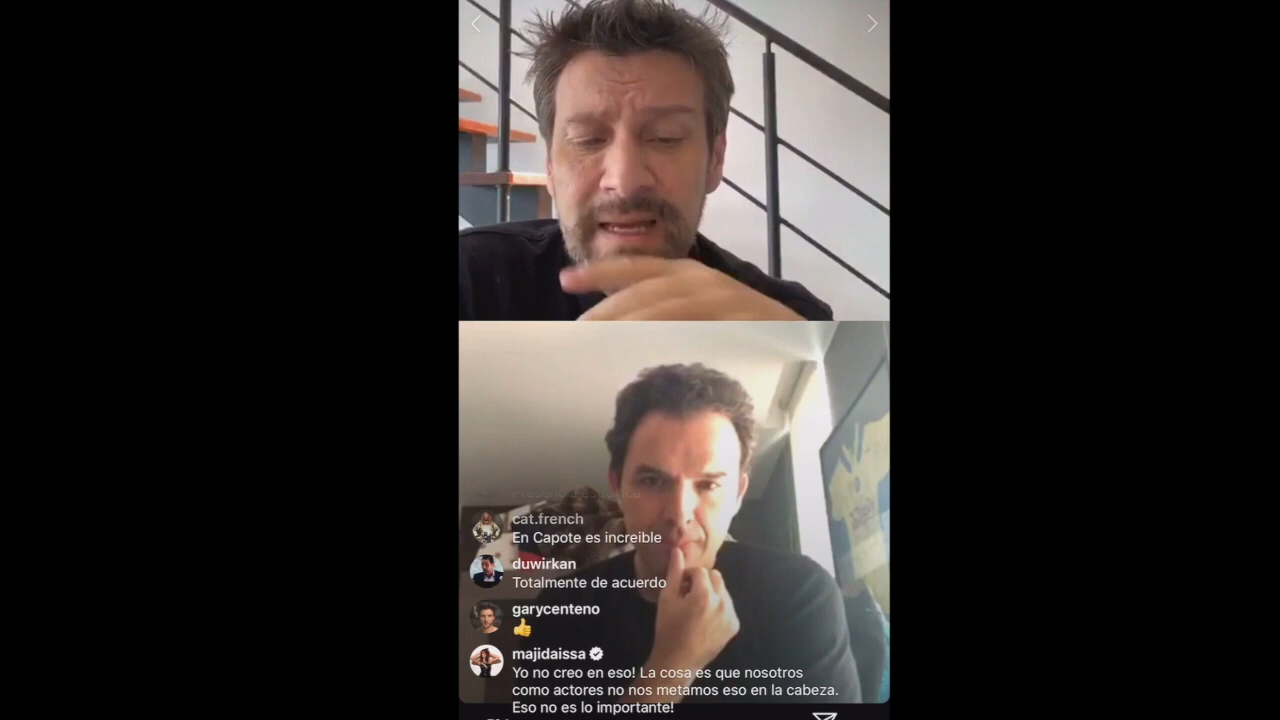 cat.french
En Capote es increible
duwirkan
Totalmente de acuerdo
garycenteno
👍
majidaissa
Yo no creo en eso! La cosa es que nosotros
como actores no nos metamos eso en la cabeza.
Eso no es lo importante!